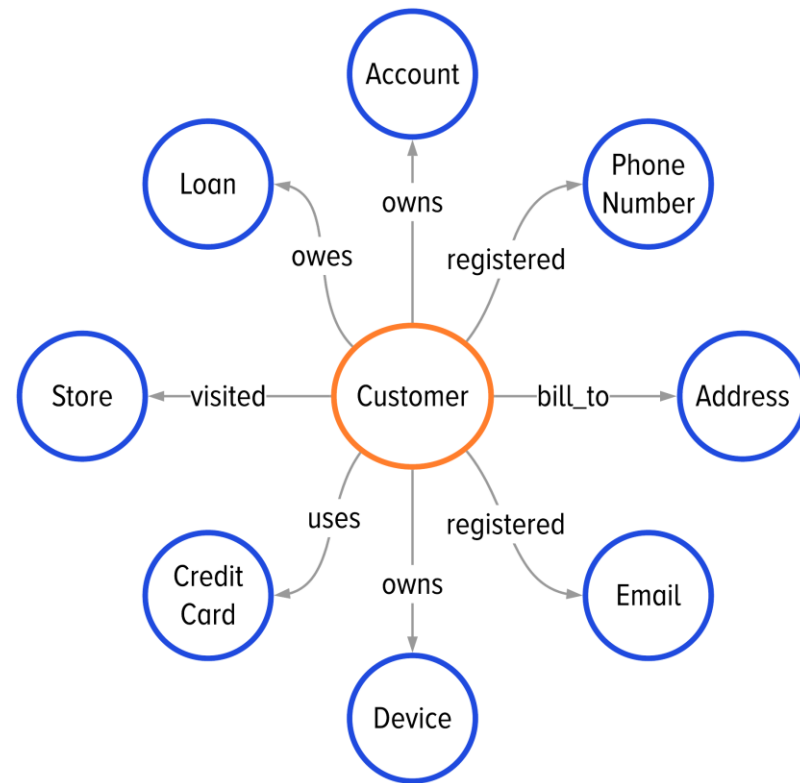 Account
Loan
Phone
Number
owns
owes
registered
Store
visited
Customer
bill_to
Address
uses
registered
Credit
Card
owns
Email
Device